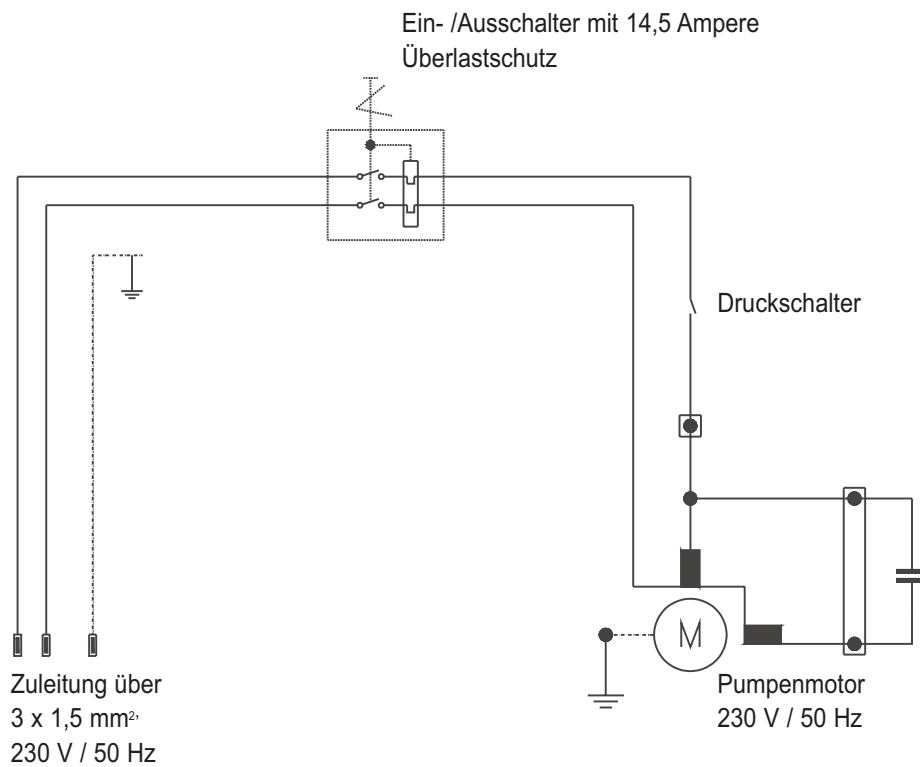 Ein- /Ausschalter mit 14,5 Ampere
Überlastschutz
Druckschalter
M
Pumpenmotor
230 V / 50 Hz
Zuleitung über
3 x 1,5 mm²,
230 V / 50 Hz